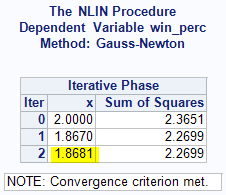 The NLIN Procedure
Dependent Variable win_perc
Method: Gauss-Newton
Iterative Phase
Iter x Sum of Squares
0 2.0000 2.3651
1 1.8670 2.2699
2 1.8681 2.2699
NOTE: Convergence criterion met.